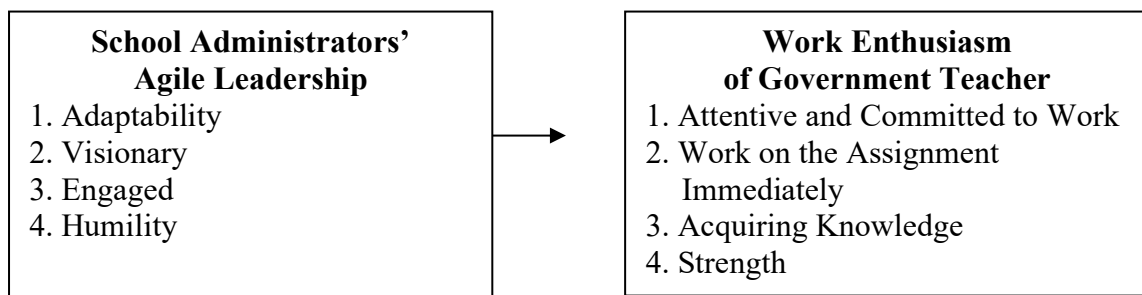 School Administrators’
Agile Leadership
1. Adaptability
2. Visionary
3. Engaged
4. Humility
Work Enthusiasm
of Government Teacher
1. Attentive and Committed to Work
2. Work on the Assignment
Immediately
3. Acquiring Knowledge
4. Strength